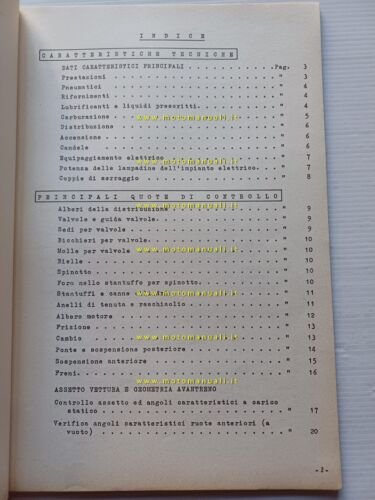 I N D I C E
CARATTERISTICHE TECNICHE
DATI CARATTERISTICI PRINCIPALI . . . . . . . . . . . .Pag. 3
Prestazioni . . . . . . . . . . . . . . . . . " 3
Pneumatici . . . . . . . . . . . . . . . . . " 4
Rifornimenti . . . . . . . . . . . . . . . . " 4
Lubrificanti e liquidi prescritti. . . . . . " 4
Carburazione . . . . . . . . . . . . . . . . " 5
www.motomanuali.it
Distribuzione . . . . . . . . . . . . . . . . " 6
Accensione . . . . . . . . . . . . . . . . . " 6
Candele . . . . . . . . . . . . . . . . . . . " 6
Equipaggiamento elettrico . . . . . . . . . . " 7
www.motomanuali.it
Potenza delle lampadine dell'impianto elettrico. " 7
Coppie di serraggio . . . . . . . . . . . . . " 8
PRINCIPALI QUOTE DI CONTROLLO
Alberi della distribuzione . . . . . . . . . " 9
Valvole e guida valvole. . . . . . . . . . . " 9
www.motomanuali.it
Sedi per valvole . . . . . . . . . . . . . . " 9
Bicchieri per valvole. . . . . . . . . . . . " 10
Molle per valvole . . . . . . . . . . . . . . " 10
www.motomanuali.it
Bielle . . . . . . . . . . . . . . . . . . . " 10
Spinotto . . . . . . . . . . . . . . . . . . " 10
Foro nello stantuffo per spinotto. . . . . . " 10
Stantuffi e canne . . . . . . . . . . . . . . " 11
www.motomanuali.it
Anelli di tenuta e raschiaolio . . . . . . . " 11
Albero motore . . . . . . . . . . . . . . . . " 12
Frizione . . . . . . . . . . . . . . . . . . " 13
www.motomanuali.it
Cambio . . . . . . . . . . . . . . . . . . . " 13
Ponte e sospensione posteriore . . . . . . . " 14
Sospensione anteriore . . . . . . . . . . . . " 15
Freni. . . . . . . . . . . . . . . . . . . . " 16
www.motomanuali.it
ASSETTO VETTURA E GEOMETRIA AVANTRENO
Controllo assetto ed angoli caratteristici a carico
statico . . . . . . . . . . . . . . . . . " 17
Verifica angoli caratteristici ruote anteriori (a
vuoto) . . . . . . . . . . . . . . . . . " 20
www.motomanuali.it
-2-